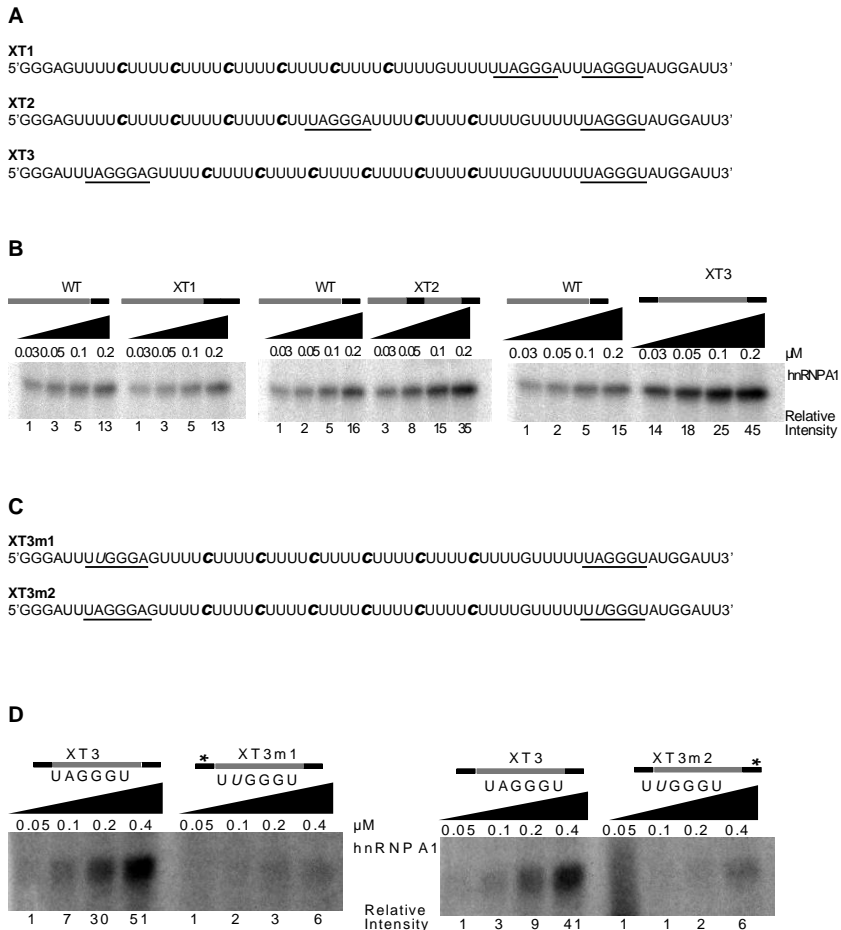 A
XT1
5'GGGAGUUUUCUUUUCUUUUCUUUUCUUUUCUUUUCUUUUGUUUUUUAGGGAUUUAGGGUAUGGAUU3'
XT2
5'GGGAGUUUUCUUUUCUUUUCUUUUCUUUAGGGAUUUUCUUUUCUUUUGUUUUUUAGGGUAUGGAUU3'
XT3
5'GGGAUUUAGGGAGUUUUCUUUUCUUUUCUUUUCUUUUCUUUUCUUUUGUUUUUUAGGGUAUGGAUU3'
B
WT XT1 WT XT2 WT XT3
0.03 0.05 0.1 0.2 0.03 0.05 0.1 0.2 0.03 0.05 0.1 0.2 0.03 0.05 0.1 0.2 0.03 0.05 0.1 0.2 0.03 0.05 0.1 0.2 µM
hnRNPA1
1 3 5 13 1 3 5 13 1 2 5 16 3 8 15 35 1 2 5 15 14 18 25 45 Relative Intensity
C
XT3m1
5'GGGAUUUUGGGAGUUUUCUUUUCUUUUCUUUUCUUUUCUUUUCUUUUGUUUUUUAGGGUAUGGAUU3'
XT3m2
5'GGGAUUUAGGGAGUUUUCUUUUCUUUUCUUUUCUUUUCUUUUCUUUUGUUUUUUUGGGUAUGGAUU3'
D
XT3 * XT3m1 XT3 XT3m2 *
UAGGGU UUGGGU UAGGGU UUGGGU
0.05 0.1 0.2 0.4 0.05 0.1 0.2 0.4 µM 0.05 0.1 0.2 0.4 0.05 0.1 0.2 0.4
hnRNPA1
1 7 30 51 1 2 3 6 Relative Intensity 1 3 9 41 1 1 2 6